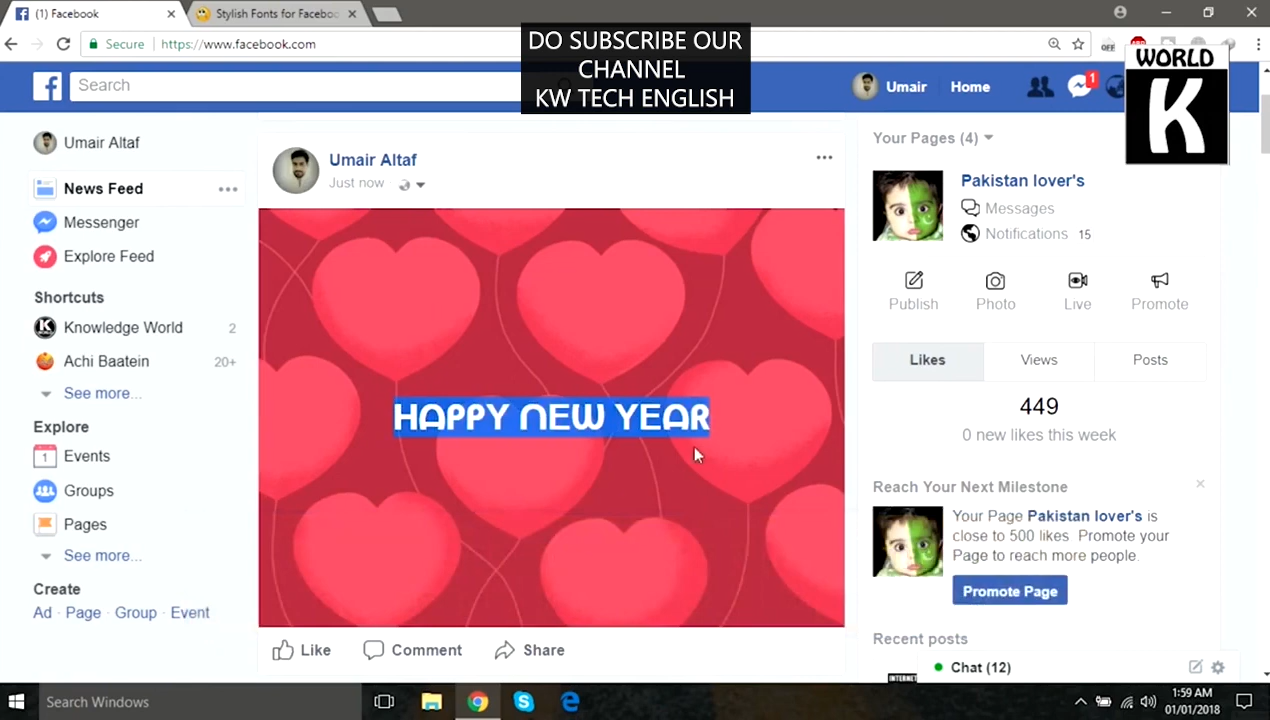 (1) Facebook
Stylish Fonts for Facebo
Secure
https://www.facebook.com
OFF
DO SUBSCRIBE OUR
CHANNEL
KW TECH ENGLISH
WORLD
K
Search
Umair
Home
1
Umair Altaf
News Feed
Messenger
Explore Feed
Shortcuts
Knowledge World 2
Achi Baatein 20+
See more...
Explore
1
Events
Groups
Pages
See more...
Create
Ad · Page · Group · Event
Umair Altaf
Just now
HAPPY NEW YEAR
Like
Comment
Share
Your Pages (4)
Pakistan lover's
Messages
Notifications 15
Publish
Photo
Live
Promote
Likes
Views
Posts
449
0 new likes this week
Reach Your Next Milestone
Your Page Pakistan lover's is
close to 500 likes. Promote your
Page to reach more people.
Promote Page
Recent posts
INTERNET
Chat (12)
Search Windows
1:59 AM
01/01/2018